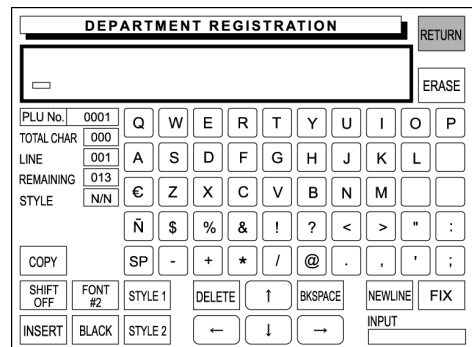 DEPARTMENT REGISTRATION
RETURN
ERASE
PLU No. 0001
TOTAL CHAR 000
LINE 001
REMAINING 013
STYLE N/N
Q W E R T Y U I O P
A S D F G H J K L
€ Z X C V B N M
Ñ $ % & ! ? < > " :
COPY SP - + * / @ . , ' ;
SHIFT OFF FONT #2 STYLE 1 DELETE ↑ BKSPACE NEWLINE FIX
INSERT BLACK STYLE 2 ← ↓ → INPUT